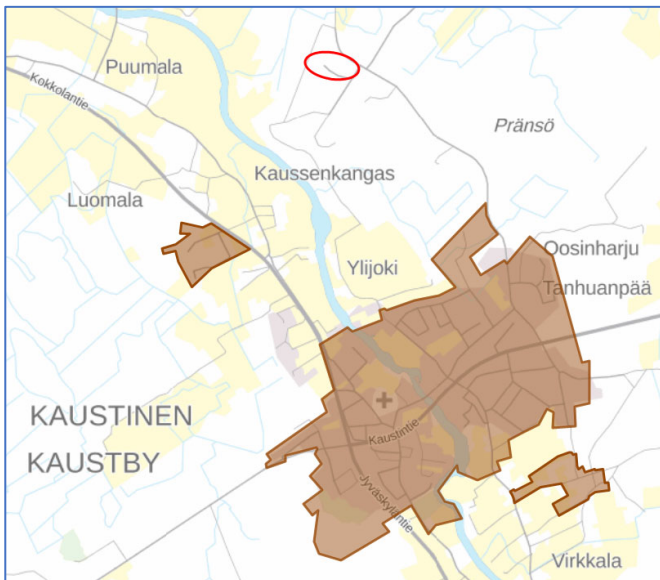 Puumala
Kokkolantie
Pränsö
Kaussenkangas
Luomala
Oosinharju
Ylijoki
Tanhuanpää
KAUSTINEN
KAUSTBY
Kaustintie
Jyväskyläntie
Virkkala